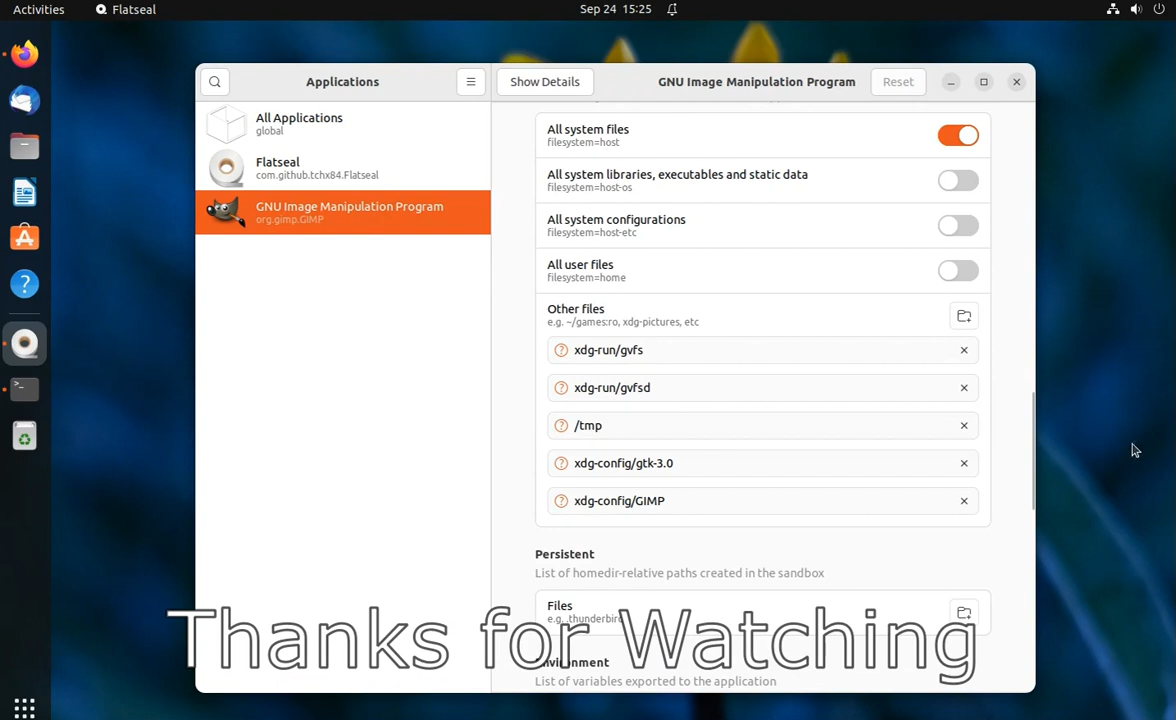 Activities
Flatseal
Sep 24 15:25
Applications
Show Details
GNU Image Manipulation Program
Reset
All Applications
global
Flatseal
com.github.tchx84.Flatseal
GNU Image Manipulation Program
org.gimp.GIMP
All system files
filesystem=host
All system libraries, executables and static data
filesystem=host-os
All system configurations
filesystem=host-etc
All user files
filesystem=home
Other files
e.g. ~/games:ro, xdg-pictures, etc
xdg-run/gvfs
xdg-run/gvfsd
/tmp
xdg-config/gtk-3.0
xdg-config/GIMP
Persistent
List of homedir-relative paths created in the sandbox
Files
e.g. .thunderbird
Thanks for Watching
Environment
List of variables exported to the application